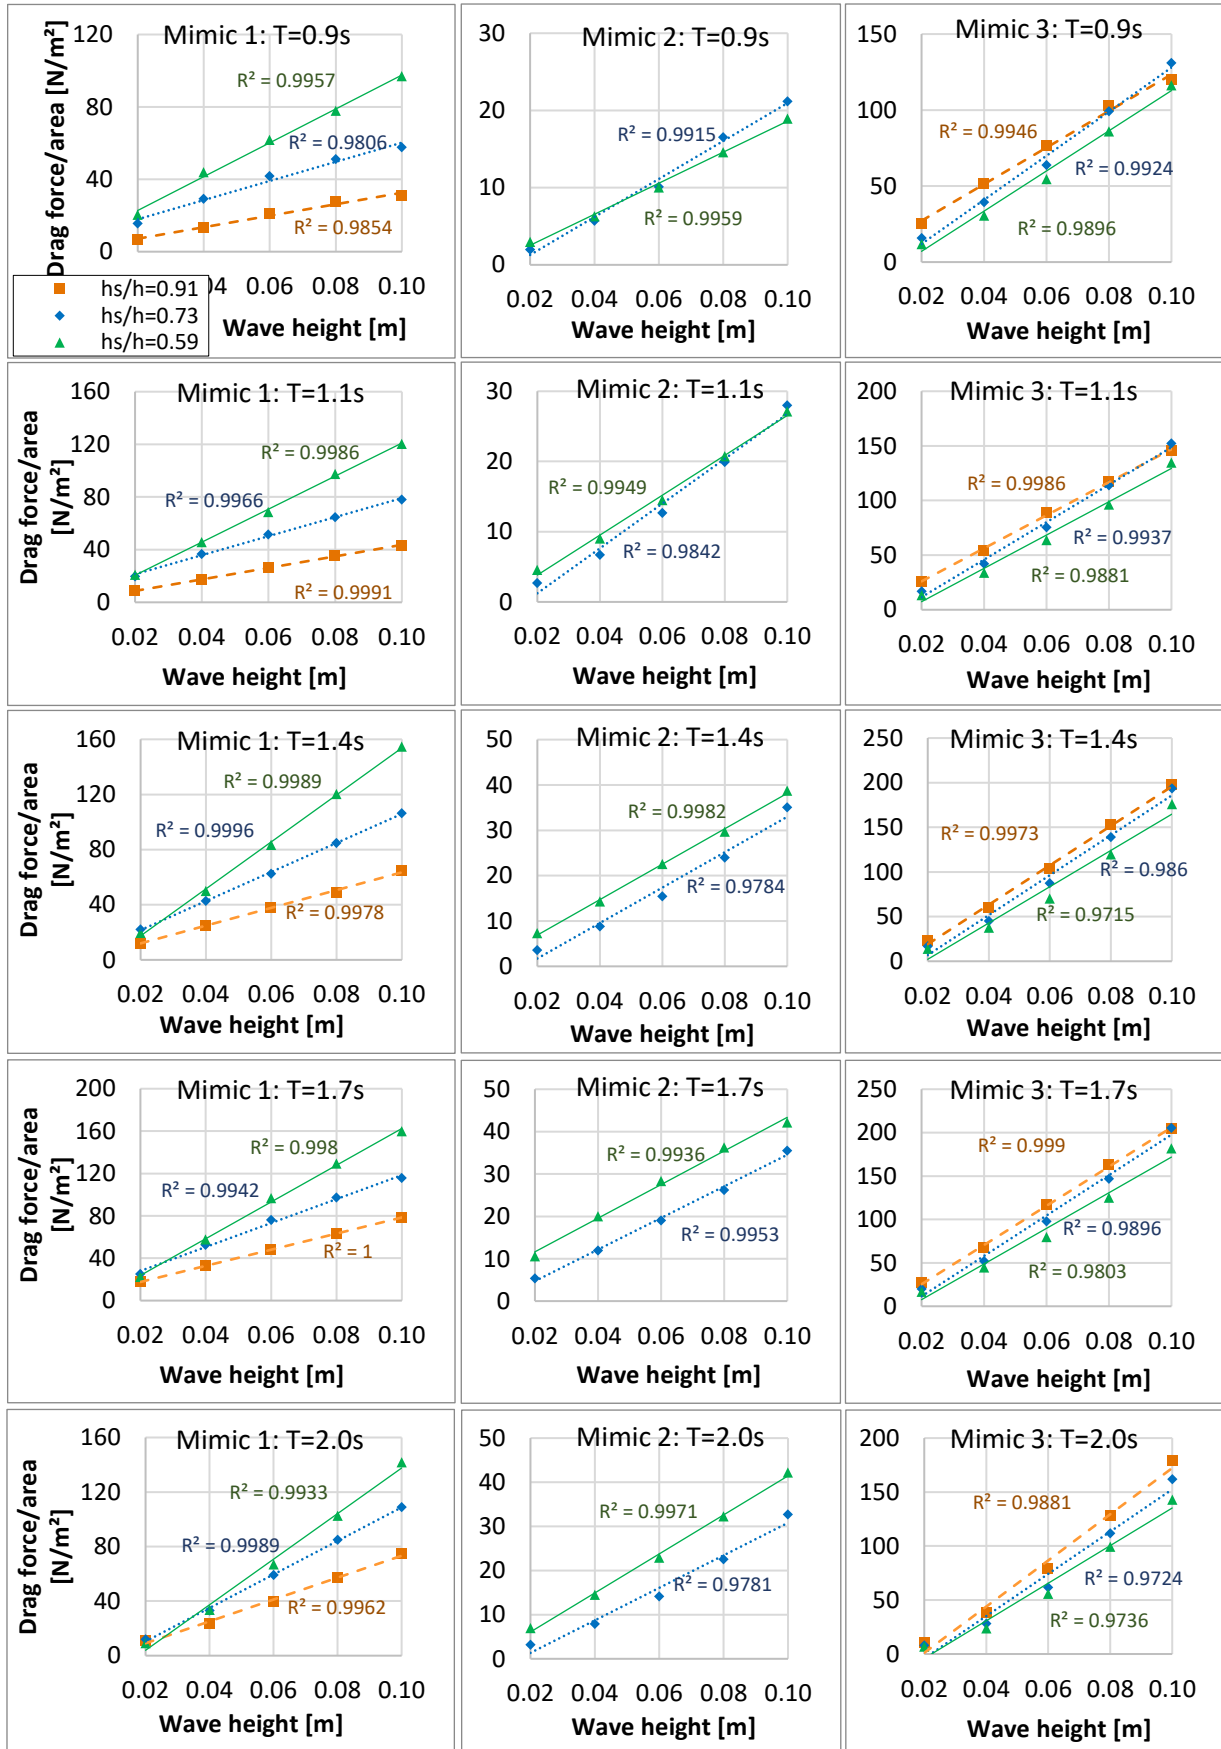 Mimic 1: T=0.9s
Drag force/area [N/m²]
120
80
40
0
R² = 0.9957
R² = 0.9806
R² = 0.9854
0.06 0.08 0.10
Wave height [m]
hs/h=0.91
hs/h=0.73
hs/h=0.59
Mimic 2: T=0.9s
30
20
10
0
R² = 0.9915
R² = 0.9959
0.02 0.04 0.06 0.08 0.10
Wave height [m]
Mimic 3: T=0.9s
150
100
50
0
R² = 0.9946
R² = 0.9924
R² = 0.9896
0.02 0.04 0.06 0.08 0.10
Wave height [m]
Mimic 1: T=1.1s
Drag force/area
[N/m²]
160
120
80
40
0
R² = 0.9986
R² = 0.9966
R² = 0.9991
0.02 0.04 0.06 0.08 0.10
Wave height [m]
Mimic 2: T=1.1s
30
20
10
0
R² = 0.9949
R² = 0.9842
0.02 0.04 0.06 0.08 0.10
Wave height [m]
Mimic 3: T=1.1s
200
150
100
50
0
R² = 0.9986
R² = 0.9937
R² = 0.9881
0.02 0.04 0.06 0.08 0.10
Wave height [m]
Mimic 1: T=1.4s
Drag force/area
[N/m²]
160
120
80
40
0
R² = 0.9989
R² = 0.9996
R² = 0.9978
0.02 0.04 0.06 0.08 0.10
Wave height [m]
Mimic 2: T=1.4s
50
40
30
20
10
0
R² = 0.9982
R² = 0.9784
0.02 0.04 0.06 0.08 0.10
Wave height [m]
Mimic 3: T=1.4s
250
200
150
100
50
0
R² = 0.9973
R² = 0.986
R² = 0.9715
0.02 0.04 0.06 0.08 0.10
Wave height [m]
Mimic 1: T=1.7s
Drag force/area
[N/m²]
200
160
120
80
40
0
R² = 0.998
R² = 0.9942
R² = 1
0.02 0.04 0.06 0.08 0.10
Wave height [m]
Mimic 2: T=1.7s
50
40
30
20
10
0
R² = 0.9936
R² = 0.9953
0.02 0.04 0.06 0.08 0.10
Wave height [m]
Mimic 3: T=1.7s
250
200
150
100
50
0
R² = 0.999
R² = 0.9896
R² = 0.9803
0.02 0.04 0.06 0.08 0.10
Wave height [m]
Mimic 1: T=2.0s
Drag force/area
[N/m²]
160
120
80
40
0
R² = 0.9933
R² = 0.9989
R² = 0.9962
0.02 0.04 0.06 0.08 0.10
Wave height [m]
Mimic 2: T=2.0s
50
40
30
20
10
0
R² = 0.9971
R² = 0.9781
0.02 0.04 0.06 0.08 0.10
Wave height [m]
Mimic 3: T=2.0s
200
150
100
50
0
R² = 0.9881
R² = 0.9724
R² = 0.9736
0.02 0.04 0.06 0.08 0.10
Wave height [m]